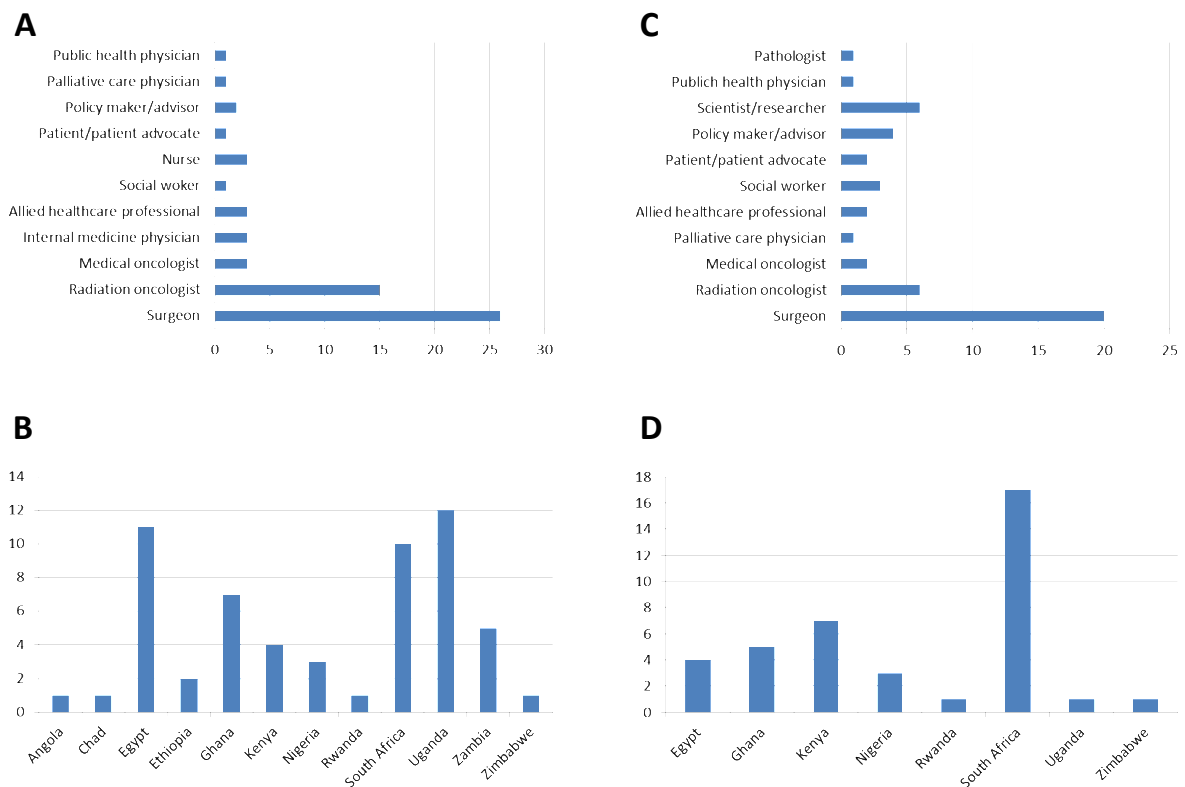 A
Public health physician
Palliative care physician
Policy maker/advisor
Patient/patient advocate
Nurse
Social woker
Allied healthcare professional
Internal medicine physician
Medical oncologist
Radiation oncologist
Surgeon
0 5 10 15 20 25 30
C
Pathologist
Publich health physician
Scientist/researcher
Policy maker/advisor
Patient/patient advocate
Social worker
Allied healthcare professional
Palliative care physician
Medical oncologist
Radiation oncologist
Surgeon
0 5 10 15 20 25
B
14
12
10
8
6
4
2
0
Angola Chad Egypt Ethiopia Ghana Kenya Nigeria Rwanda South Africa Uganda Zambia Zimbabwe
D
18
16
14
12
10
8
6
4
2
0
Egypt Ghana Kenya Nigeria Rwanda South Africa Uganda Zimbabwe